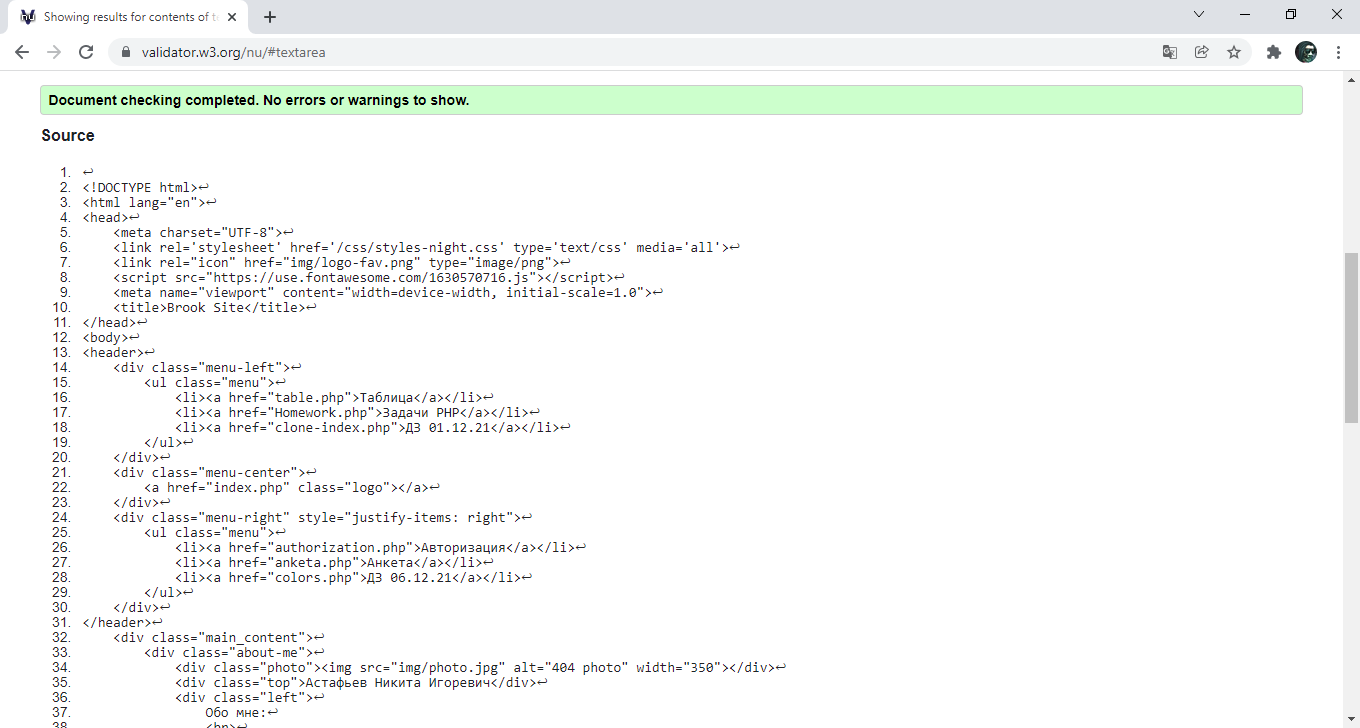 Showing results for contents of t
validator.w3.org/nu/#textarea
Document checking completed. No errors or warnings to show.
Source
1. ↩
2. <!DOCTYPE html>↩
3. <html lang="en">↩
4. <head>↩
5. <meta charset="UTF-8">↩
6. <link rel='stylesheet' href='/css/styles-night.css' type='text/css' media='all'>↩
7. <link rel="icon" href="img/logo-fav.png" type="image/png">↩
8. <script src="https://use.fontawesome.com/1630570716.js"></script>↩
9. <meta name="viewport" content="width=device-width, initial-scale=1.0">↩
10. <title>Brook Site</title>↩
11. </head>↩
12. <body>↩
13. <header>↩
14. <div class="menu-left">↩
15. <ul class="menu">↩
16. <li><a href="table.php">Таблица</a></li>↩
17. <li><a href="Homework.php">Задачи PHP</a></li>↩
18. <li><a href="clone-index.php">ДЗ 01.12.21</a></li>↩
19. </ul>↩
20. </div>↩
21. <div class="menu-center">↩
22. <a href="index.php" class="logo"></a>↩
23. </div>↩
24. <div class="menu-right" style="justify-items: right">↩
25. <ul class="menu">↩
26. <li><a href="authorization.php">Авторизация</a></li>↩
27. <li><a href="anketa.php">Анкета</a></li>↩
28. <li><a href="colors.php">ДЗ 06.12.21</a></li>↩
29. </ul>↩
30. </div>↩
31. </header>↩
32. <div class="main_content">↩
33. <div class="about-me">↩
34. <div class="photo"><img src="img/photo.jpg" alt="404 photo" width="350"></div>↩
35. <div class="top">Астафьев Никита Игоревич</div>↩
36. <div class="left">↩
37. Обо мне:↩
38. <br>↩